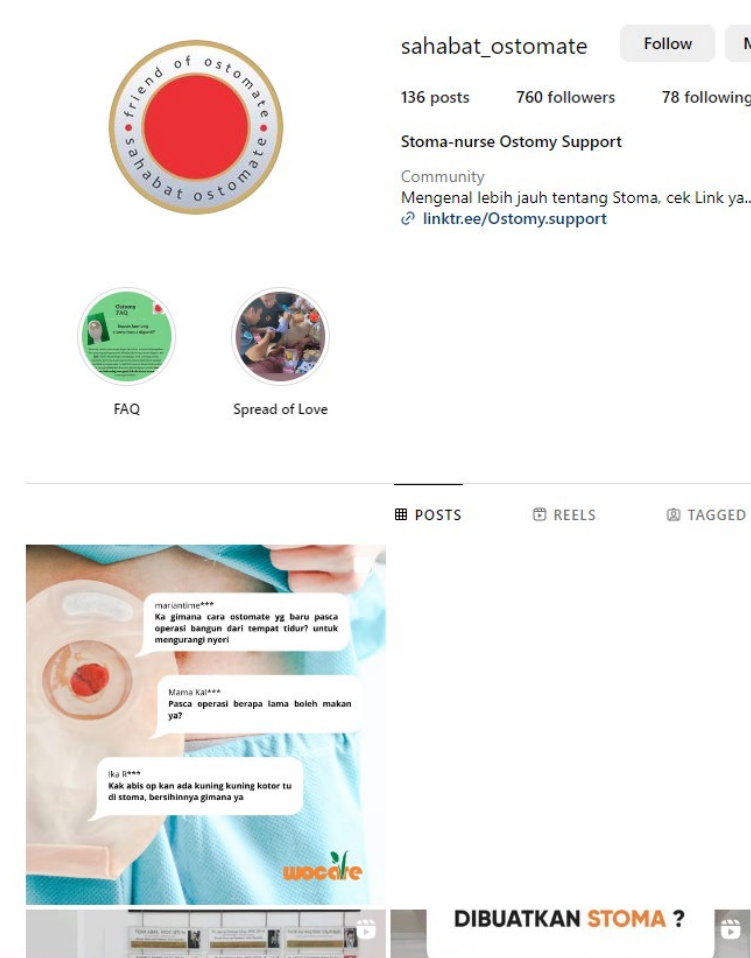 friend of ostomate
sahabat ostomate
sahabat_ostomate
Follow
136 posts 760 followers 78 following
Stoma-nurse Ostomy Support
Community
Mengenal lebih jauh tentang Stoma, cek Link ya..
linktr.ee/Ostomy.support
Ostomy
FAQ
FAQ Spread of Love
POSTS REELS TAGGED
mariantime***
Ka gimana cara ostomate yg baru pasca
operasi bangun dari tempat tidur? untuk
mengurangi nyeri
Mama Kal***
Pasca operasi berapa lama boleh makan
ya?
Ika R***
Kak abis op kan ada kuning kuning kotor tu
di stoma, bersihinnya gimana ya
wocare
DIBUATKAN STOMA ?